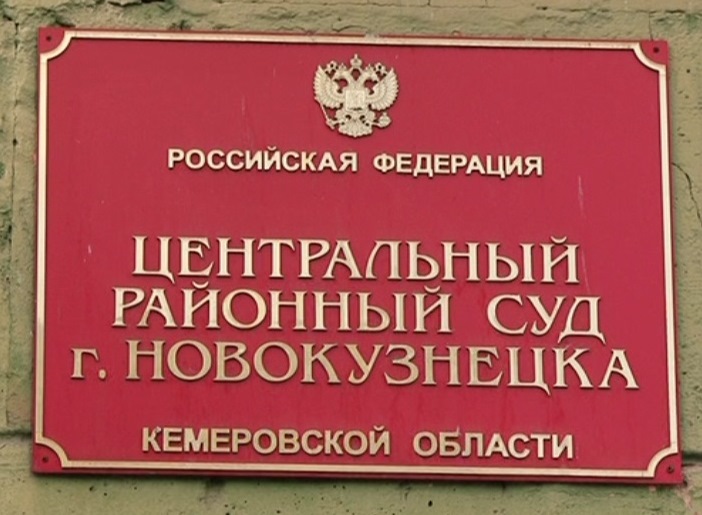 РОССИЙСКАЯ ФЕДЕРАЦИЯ
ЦЕНТРАЛЬНЫЙ
РАЙОННЫЙ СУД
г. НОВОКУЗНЕЦКА
КЕМЕРОВСКОЙ ОБЛАСТИ